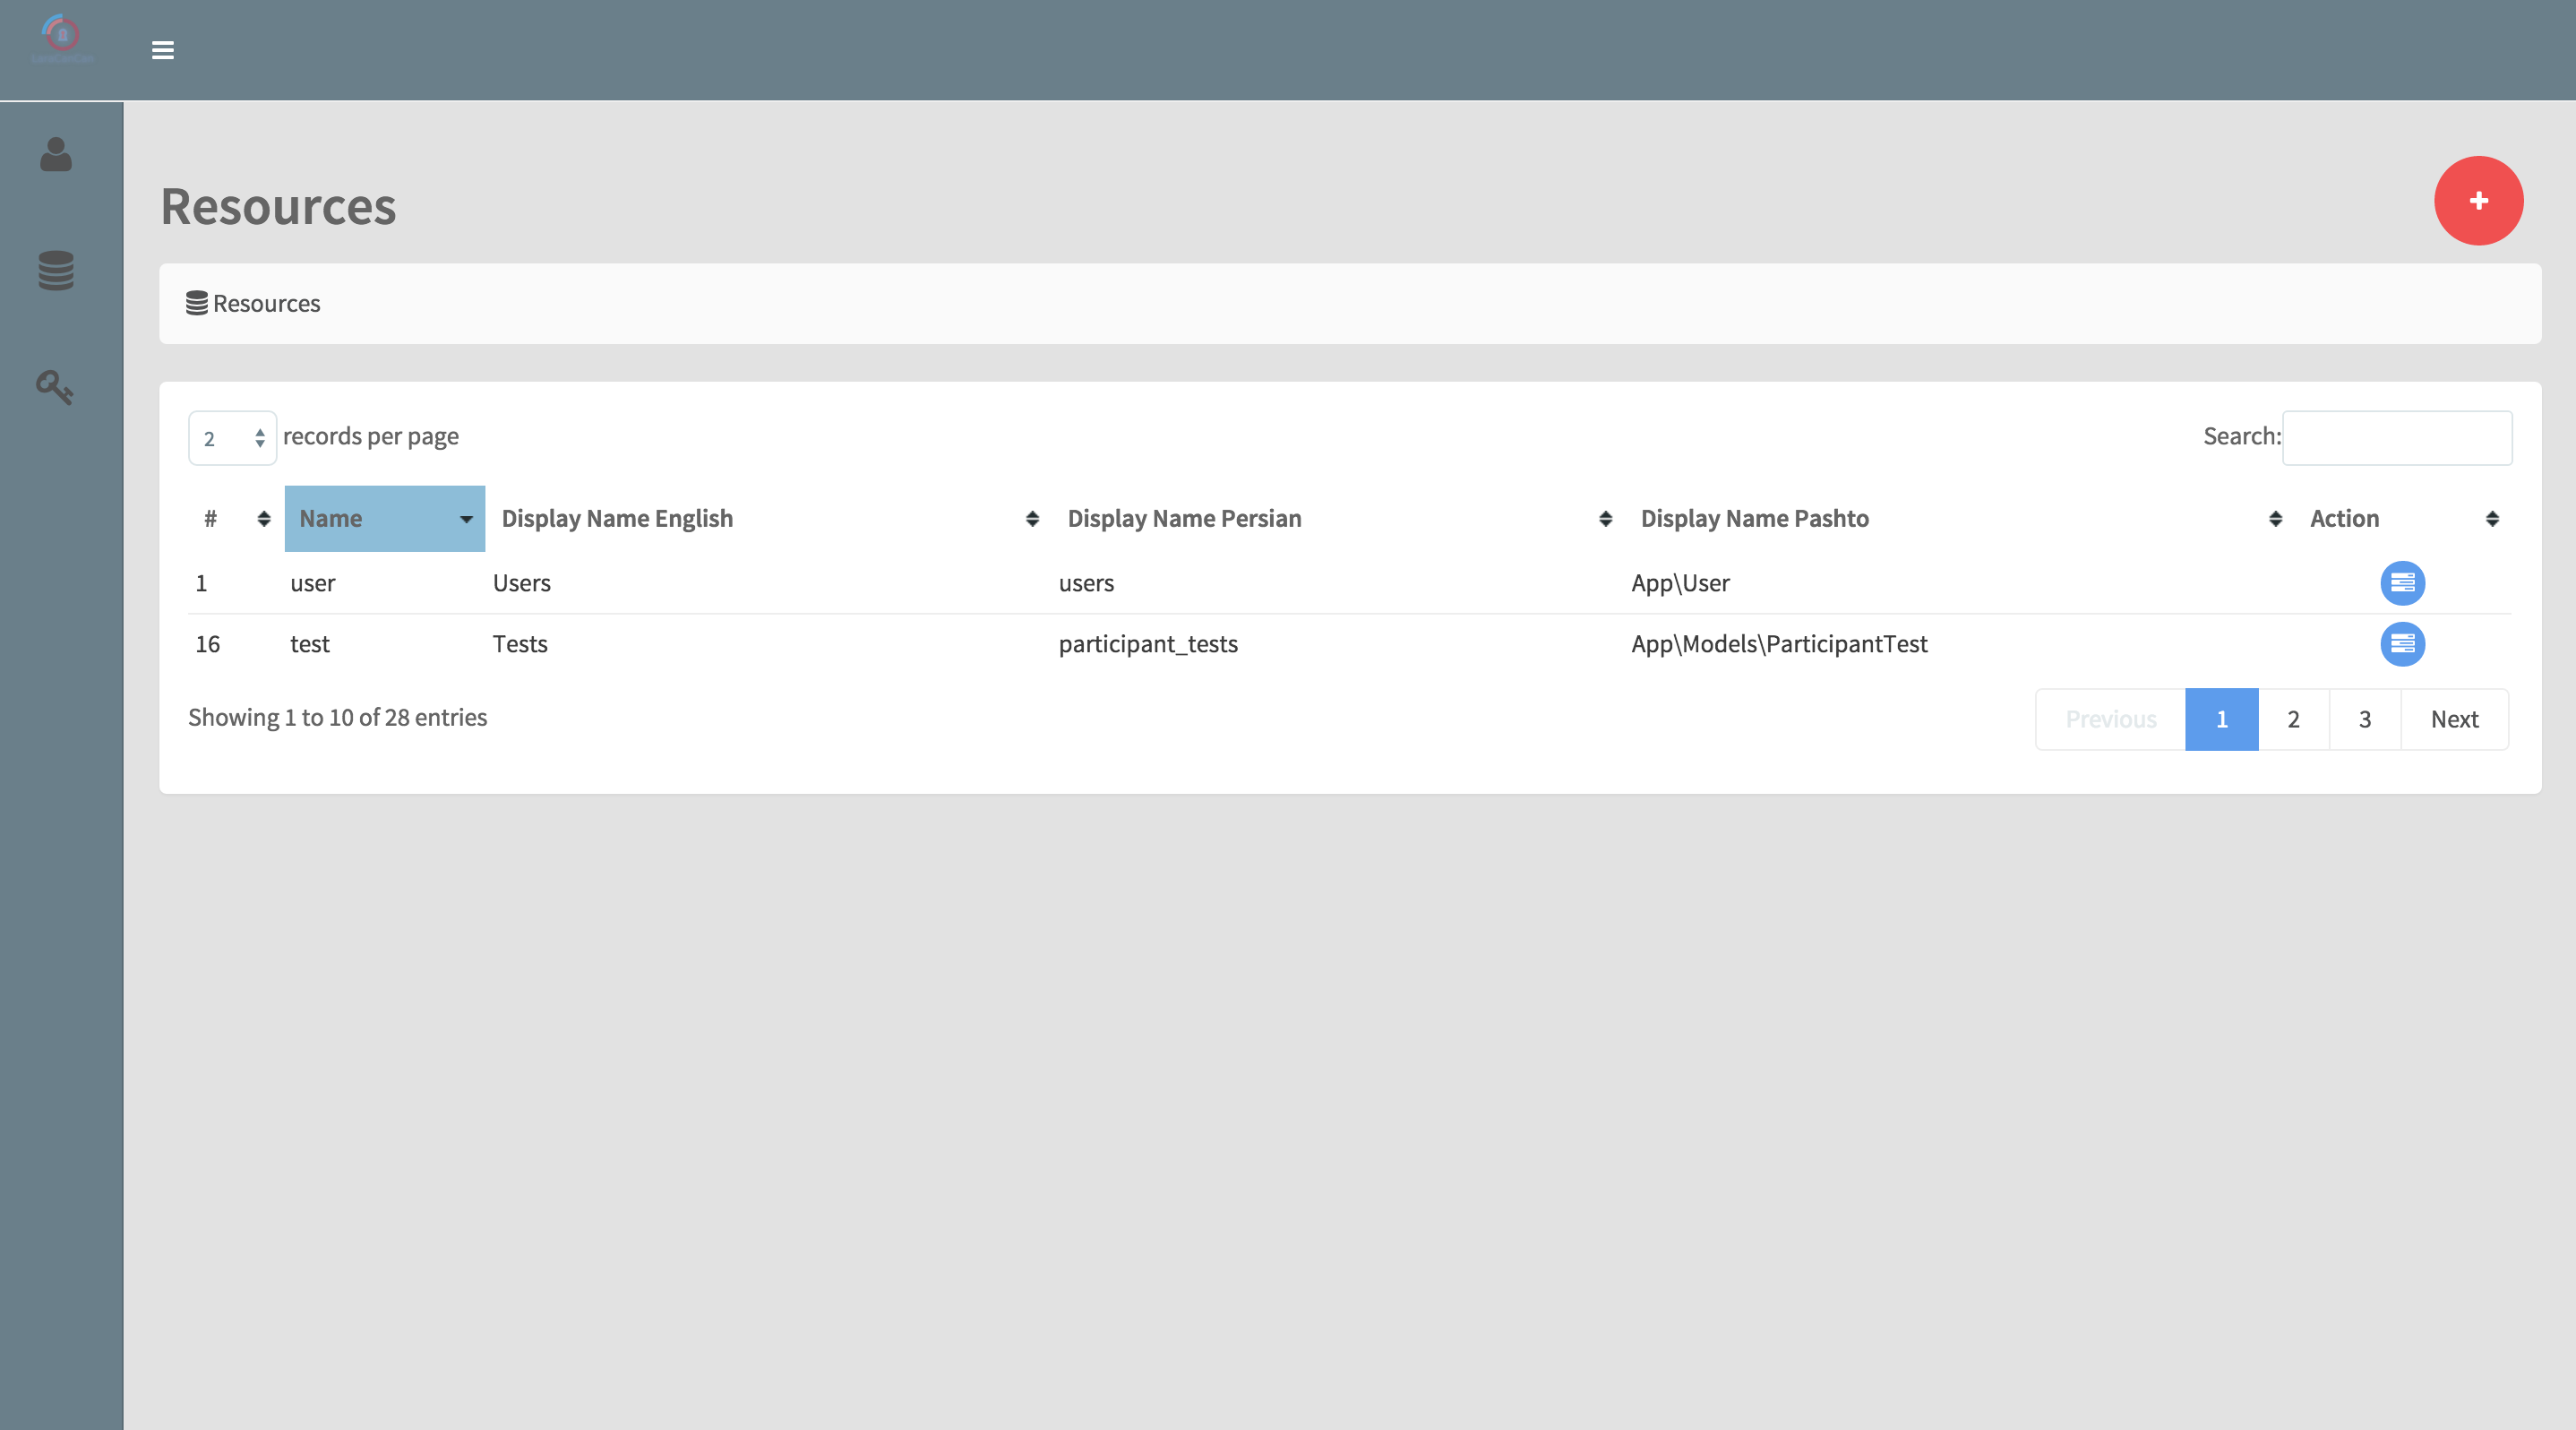 Resources
Resources
2 records per page Search:
# Name Display Name English Display Name Persian Display Name Pashto Action
1 user Users users App\User
16 test Tests participant_tests App\Models\ParticipantTest
Showing 1 to 10 of 28 entries Previous 1 2 3 Next